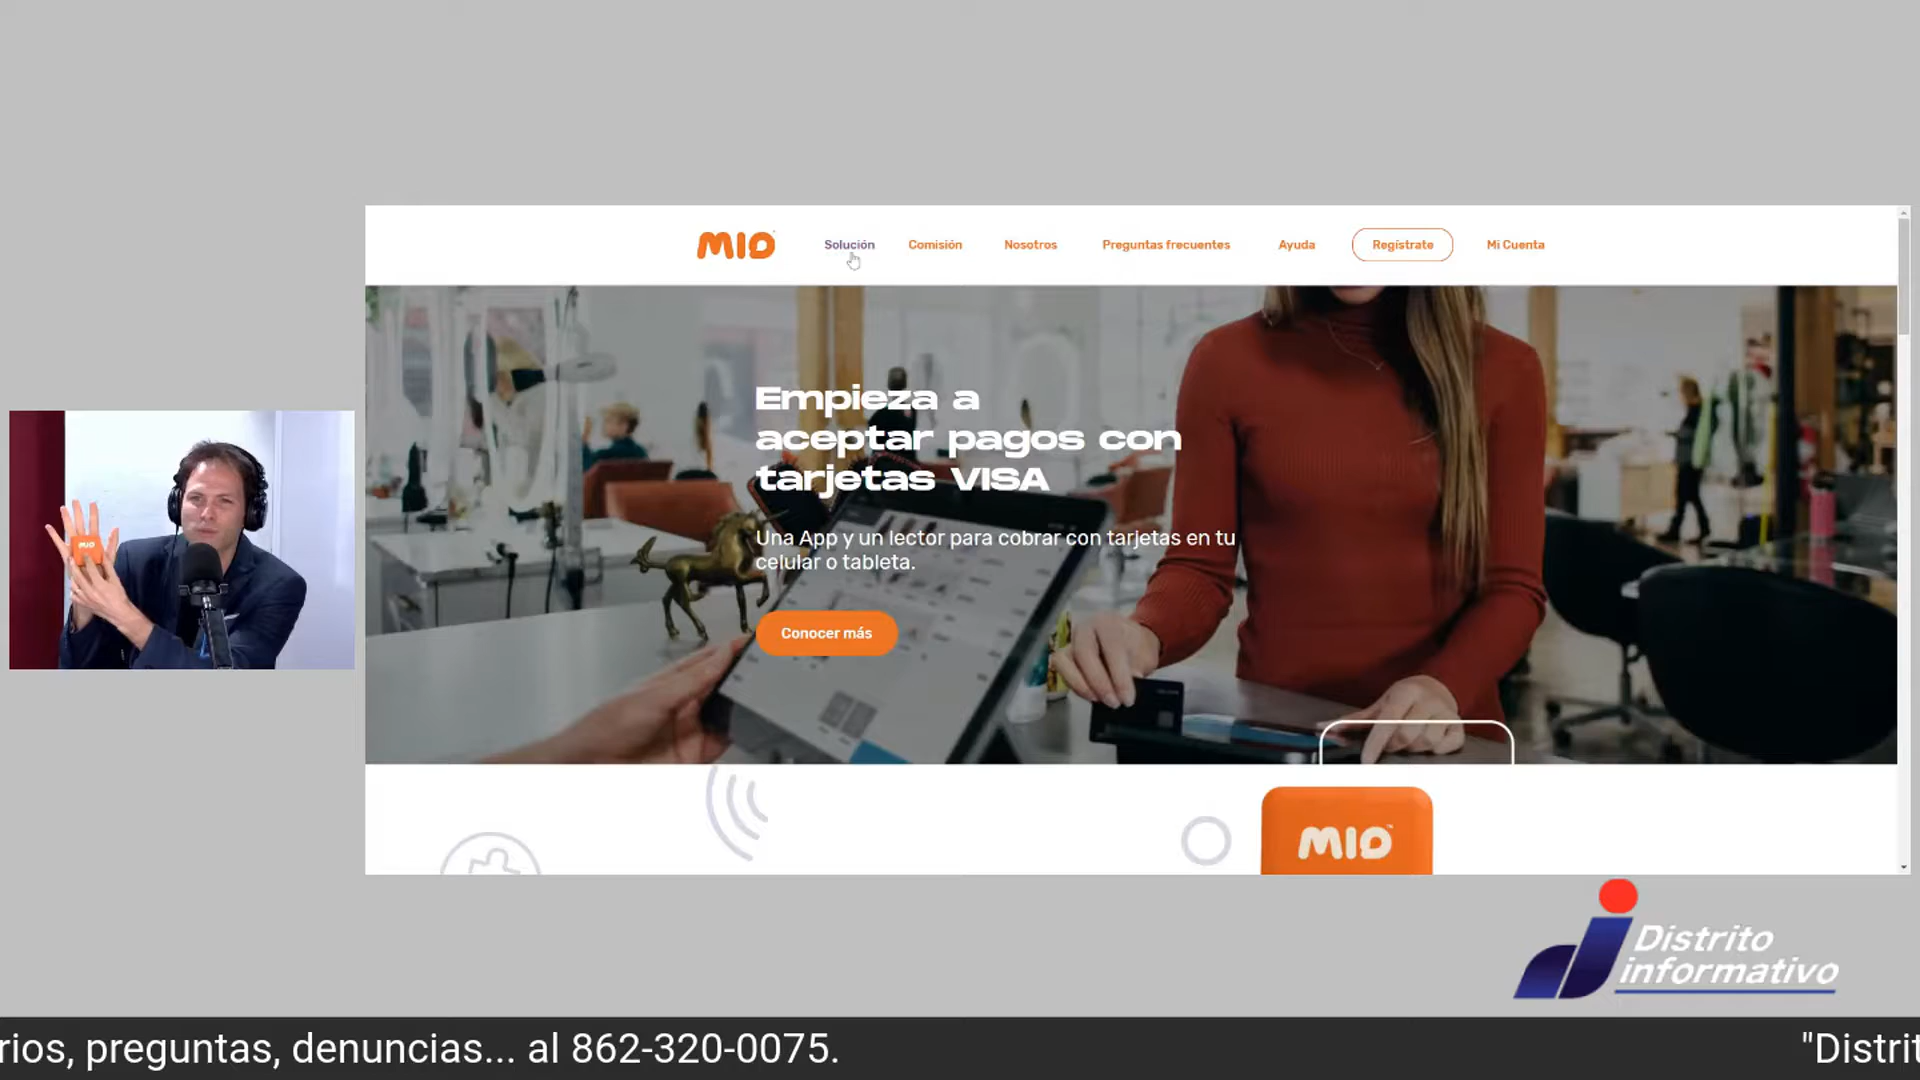 MIO
Solución
Comisión
Nosotros
Preguntas frecuentes
Ayuda
Regístrate
Mi Cuenta
Empieza a
aceptar pagos con
tarjetas VISA
Una App y un lector para cobrar con tarjetas en tu
celular o tableta.
Conocer más
MIO
MIO
Distrito
informativo
rios, preguntas, denuncias... al 862-320-0075.
"Distrit